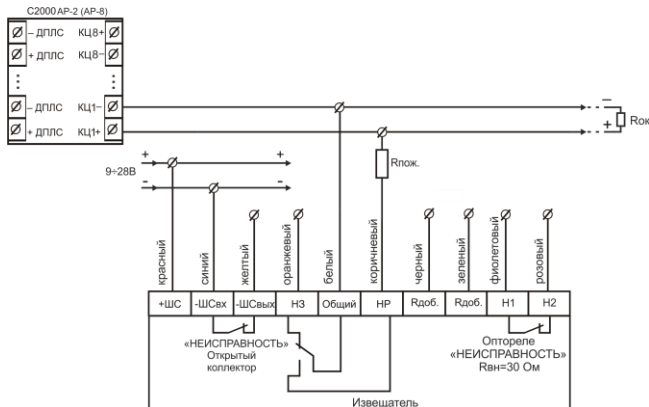 С2000 АР-2 (АР-8)
– ДПЛС КЦ8+
+ ДПЛС КЦ8–
– ДПЛС КЦ1–
+ ДПЛС КЦ1+
–
+
Rок
+ +
9÷28В
- -
Rпож.
красный
синий
желтый
оранжевый
белый
коричневый
черный
зеленый
фиолетовый
розовый
+ШС -ШСвх -ШСвых НЗ Общий НР Rдоб. Rдоб. Н1 Н2
«НЕИСПРАВНОСТЬ»
Открытый
коллектор
Оптореле
«НЕИСПРАВНОСТЬ»
Rвн=30 Ом
Извещатель